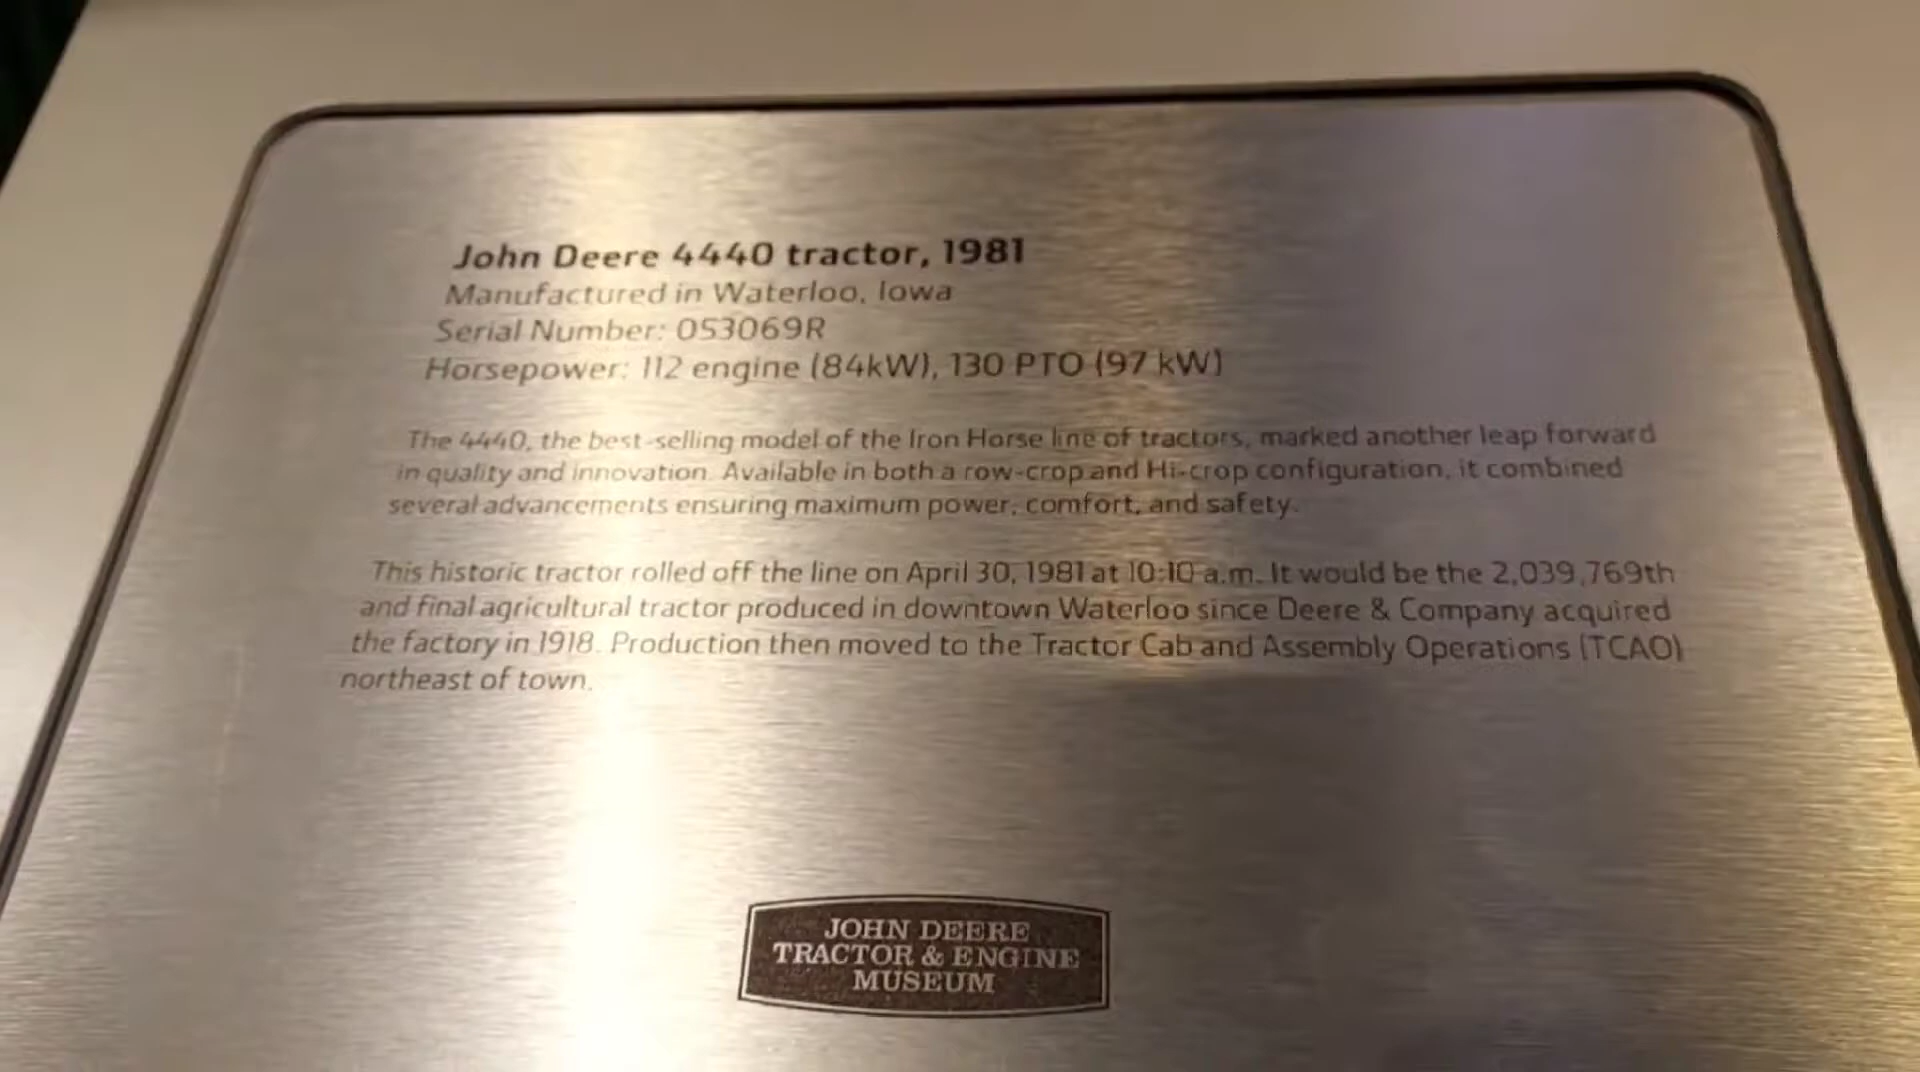 John Deere 4440 tractor, 1981
Manufactured in Waterloo, Iowa
Serial Number: 053069R
Horsepower: 112 engine (84kW), 130 PTO (97 kW)
The 4440, the best-selling model of the Iron Horse line of tractors, marked another leap forward
in quality and innovation. Available in both a row-crop and Hi-crop configuration, it combined
several advancements ensuring maximum power, comfort, and safety.
This historic tractor rolled off the line on April 30, 1981 at 10:10 a.m. It would be the 2,039,769th
and final agricultural tractor produced in downtown Waterloo since Deere & Company acquired
the factory in 1918. Production then moved to the Tractor Cab and Assembly Operations (TCAO)
northeast of town.
JOHN DEERE
TRACTOR & ENGINE
MUSEUM